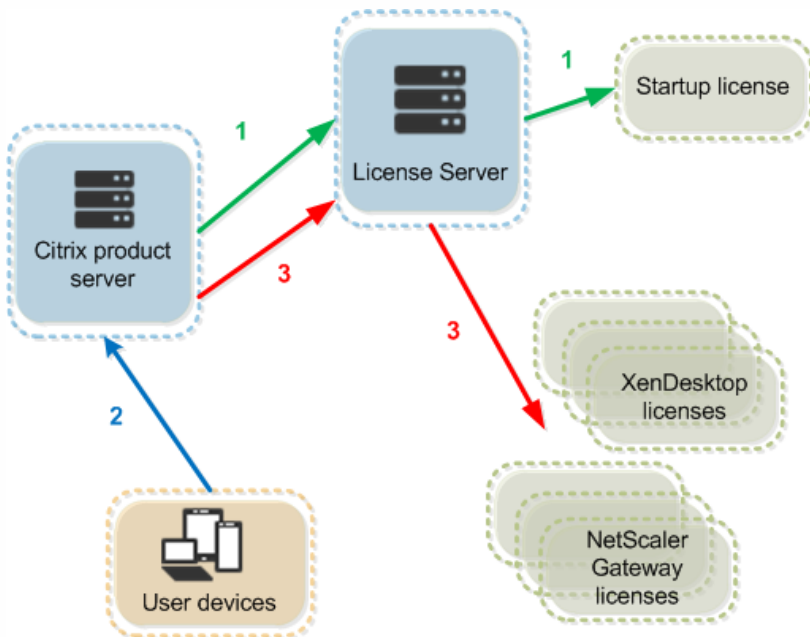 1
Startup license
License Server
1
Citrix product
server
3
3
XenDesktop
licenses
2
NetScaler
Gateway
licenses
User devices